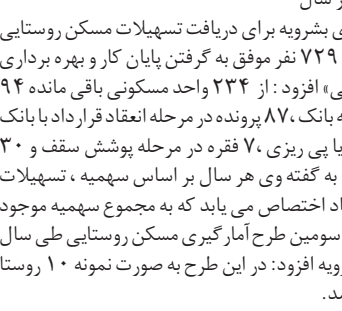 ر سال
ی بشرویه برای دریافت تسهیلات مسکن روستایی
۷۲۹ نفر موفق به گرفتن پایان کار و بهره برداری
ی» افزود : از ۲۳۴ واحد مسکونی باقی مانده ۹۴
ه بانک ،۸۷ پرونده در مرحله انعقاد قرارداد با بانک
یا پی ریزی ،۷ فقره در مرحله پوشش سقف و ۳۰
به گفته وی هر سال بر اساس سهمیه ، تسهیلات
اد اختصاص می یابد که به مجموع سهمیه موجود
سومین طرح آمارگیری مسکن روستایی طی سال
رویه افزود: در این طرح به صورت نمونه ۱۰ روستا
د.